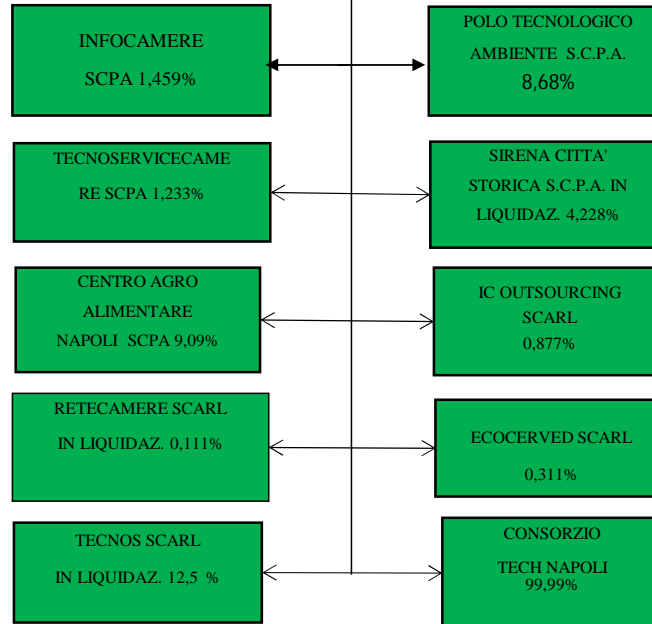 INFOCAMERE
SCPA 1,459%
POLO TECNOLOGICO
AMBIENTE S.C.P.A.
8,68%
TECNOSERVICECAME
RE SCPA 1,233%
SIRENA CITTA'
STORICA S.C.P.A. IN
LIQUIDAZ. 4,228%
CENTRO AGRO
ALIMENTARE
NAPOLI SCPA 9,09%
IC OUTSOURCING
SCARL
0,877%
RETECAMERE SCARL
IN LIQUIDAZ. 0,111%
ECOCERVED SCARL
0,311%
TECNOS SCARL
IN LIQUIDAZ. 12,5 %
CONSORZIO
TECH NAPOLI
99,99%